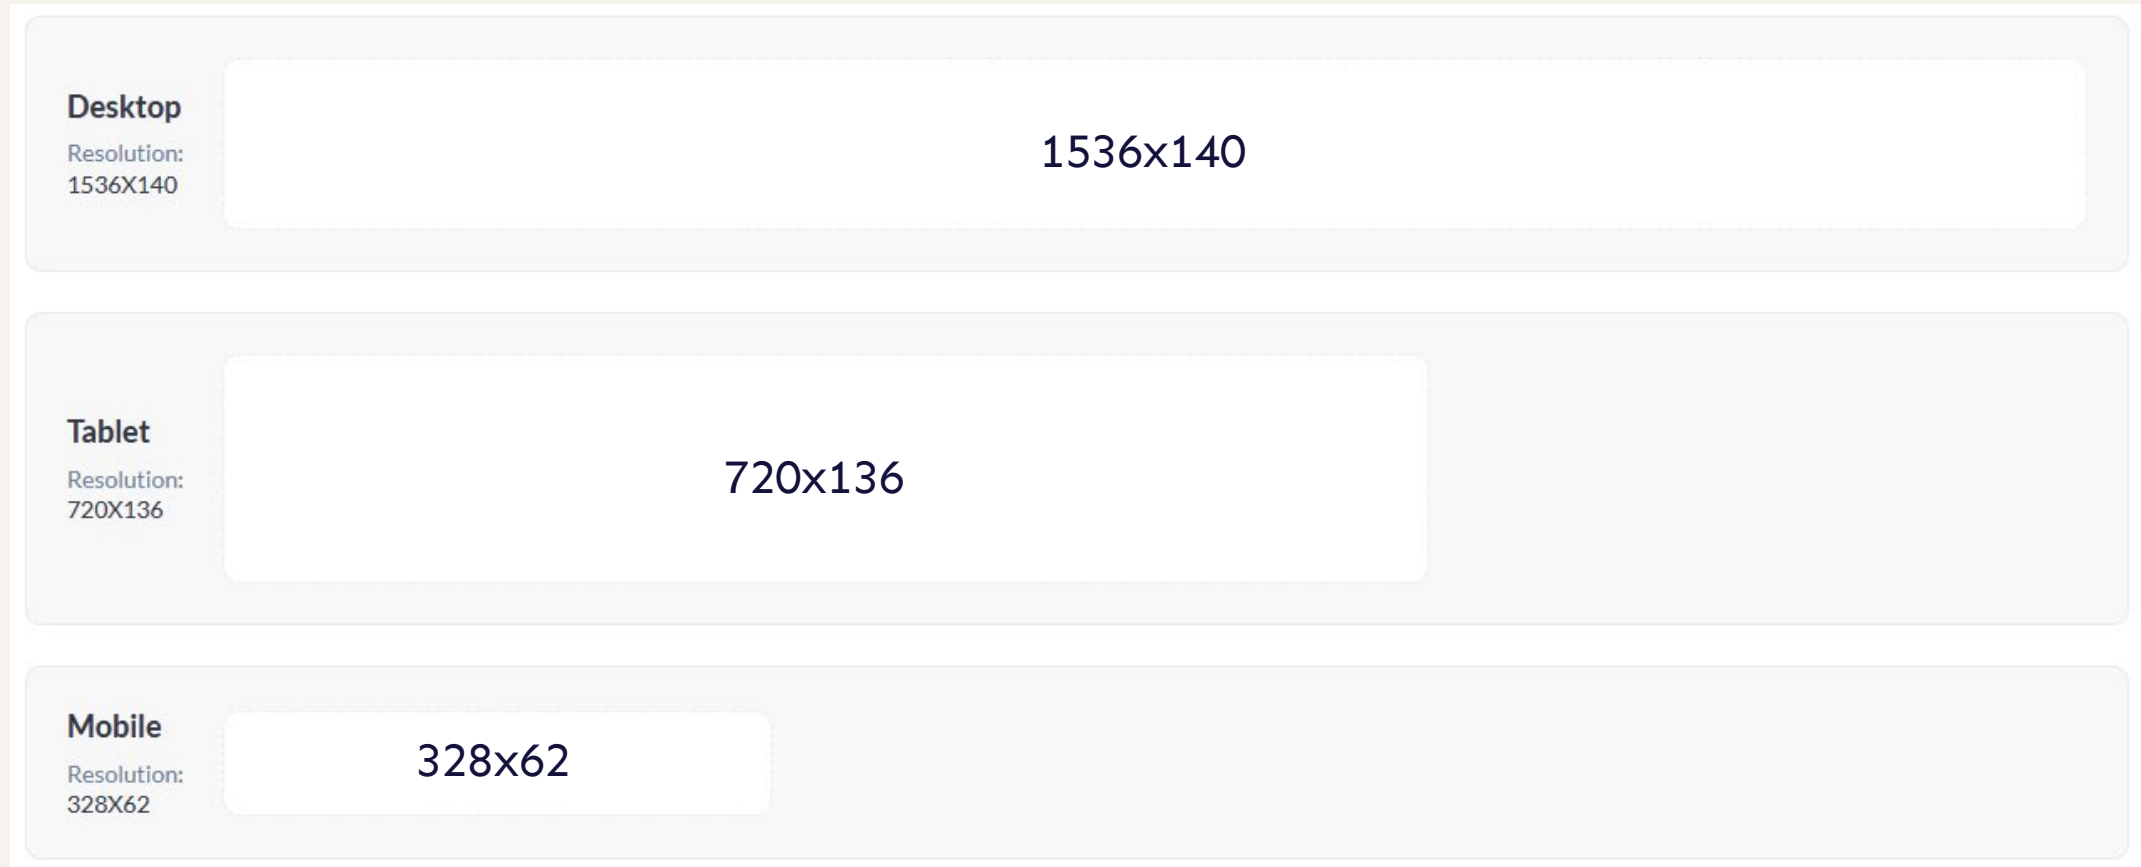 Desktop
Resolution:
1536X140
1536x140
Tablet
Resolution:
720X136
720x136
Mobile
Resolution:
328X62
328x62